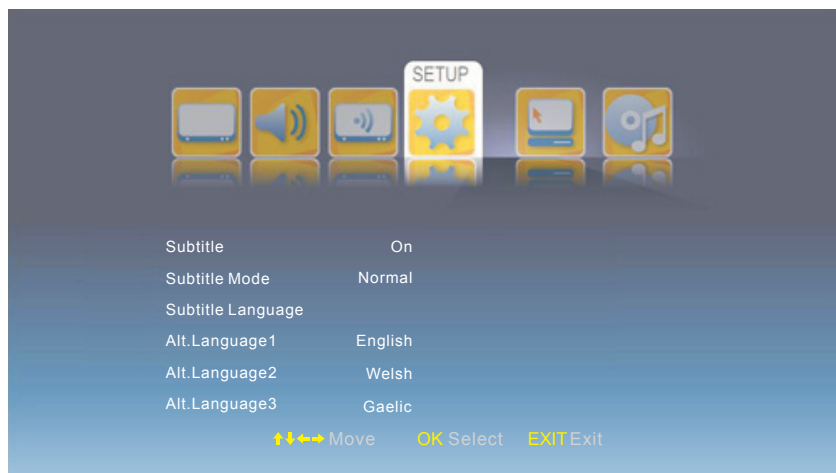 SETUP
Subtitle On
Subtitle Mode Normal
Subtitle Language
Alt.Language1 English
Alt.Language2 Welsh
Alt.Language3 Gaelic
Move OK Select EXIT Exit